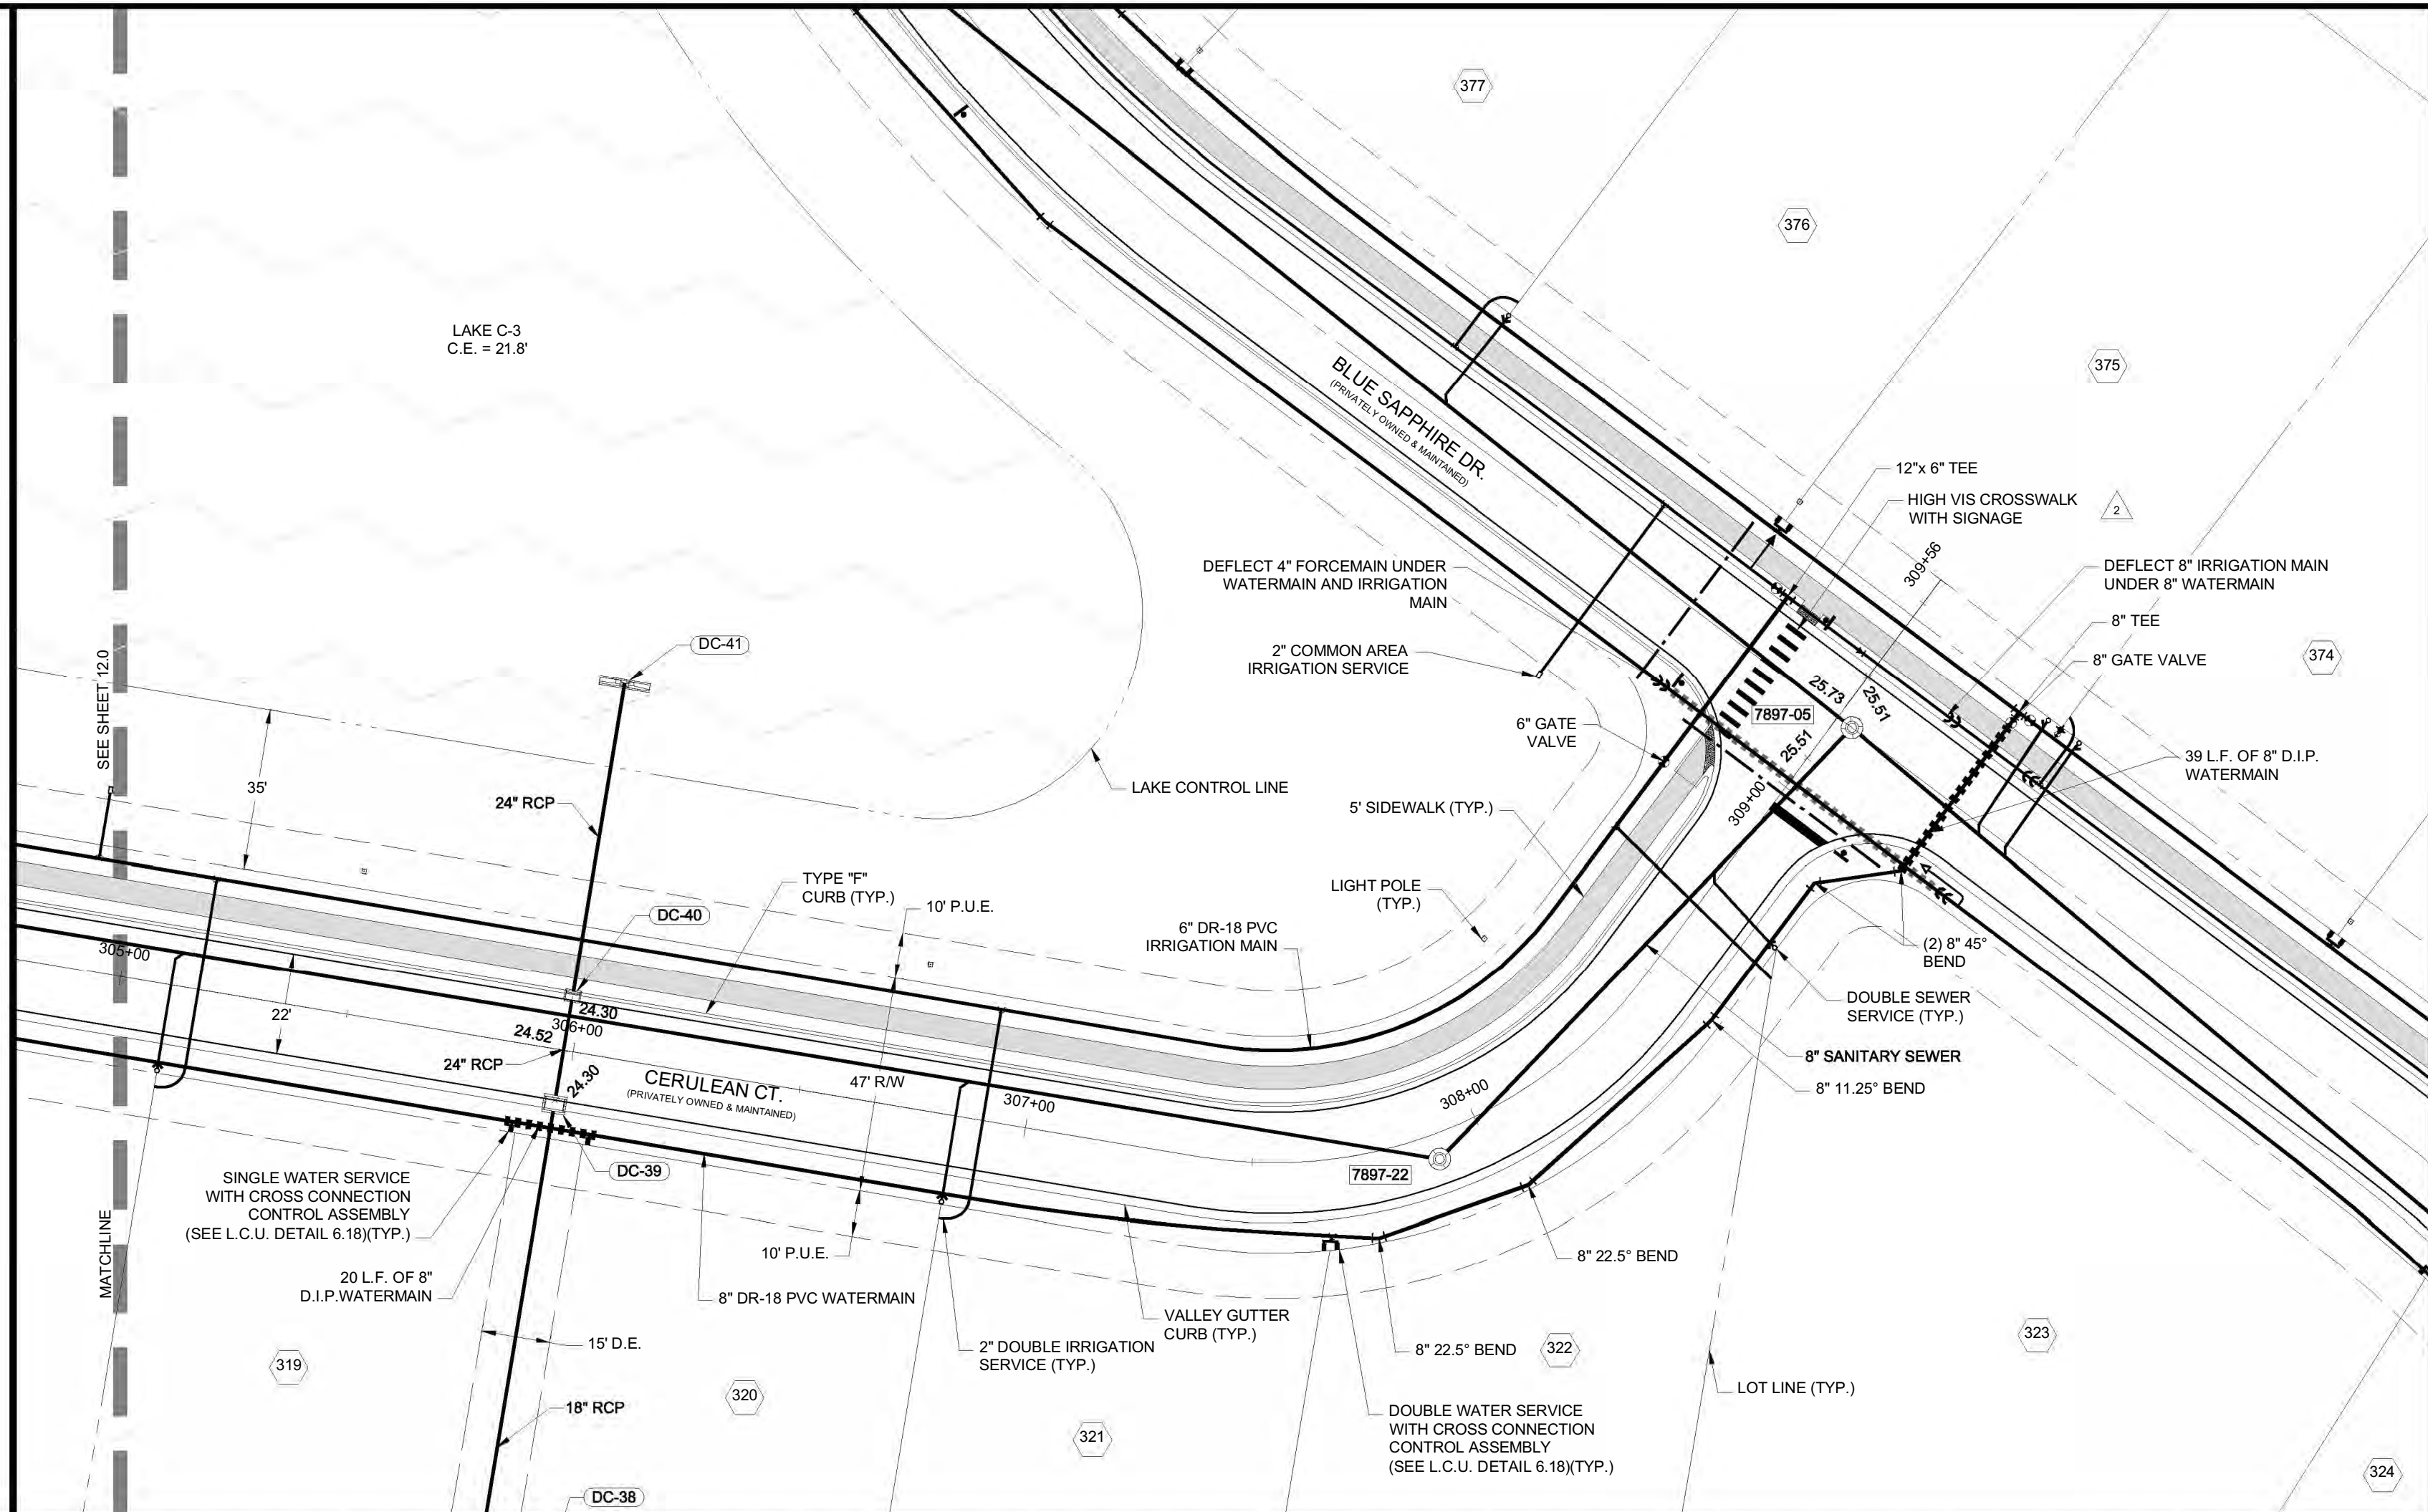 377
376
375
374
LAKE C-3
C.E. = 21.8'
BLUE SAPPHIRE DR.
(PRIVATELY OWNED & MAINTAINED)
12"x 6" TEE
HIGH VIS CROSSWALK
WITH SIGNAGE
2
309+56
DEFLECT 4" FORCEMAIN UNDER
WATERMAIN AND IRRIGATION
MAIN
DEFLECT 8" IRRIGATION MAIN
UNDER 8" WATERMAIN
8" TEE
8" GATE VALVE
2" COMMON AREA
IRRIGATION SERVICE
25.73
25.51
7897-05
25.51
6" GATE
VALVE
39 L.F. OF 8" D.I.P.
WATERMAIN
309+00
SEE SHEET 12.0
DC-41
35'
24" RCP
LAKE CONTROL LINE
5' SIDEWALK (TYP.)
TYPE "F"
CURB (TYP.)
10' P.U.E.
LIGHT POLE
(TYP.)
DC-40
6" DR-18 PVC
IRRIGATION MAIN
(2) 8" 45°
BEND
305+00
22'
24.30
306+00
24.52
24" RCP
24.30
CERULEAN CT.
(PRIVATELY OWNED & MAINTAINED)
47' R/W
307+00
308+00
DOUBLE SEWER
SERVICE (TYP.)
8" SANITARY SEWER
8" 11.25° BEND
DC-39
7897-22
SINGLE WATER SERVICE
WITH CROSS CONNECTION
CONTROL ASSEMBLY
(SEE L.C.U. DETAIL 6.18)(TYP.)
MATCHLINE
20 L.F. OF 8"
D.I.P.WATERMAIN
10' P.U.E.
8" DR-18 PVC WATERMAIN
8" 22.5° BEND
VALLEY GUTTER
CURB (TYP.)
15' D.E.
2" DOUBLE IRRIGATION
SERVICE (TYP.)
8" 22.5° BEND
322
323
319
320
LOT LINE (TYP.)
18" RCP
321
DOUBLE WATER SERVICE
WITH CROSS CONNECTION
CONTROL ASSEMBLY
(SEE L.C.U. DETAIL 6.18)(TYP.)
324
DC-38